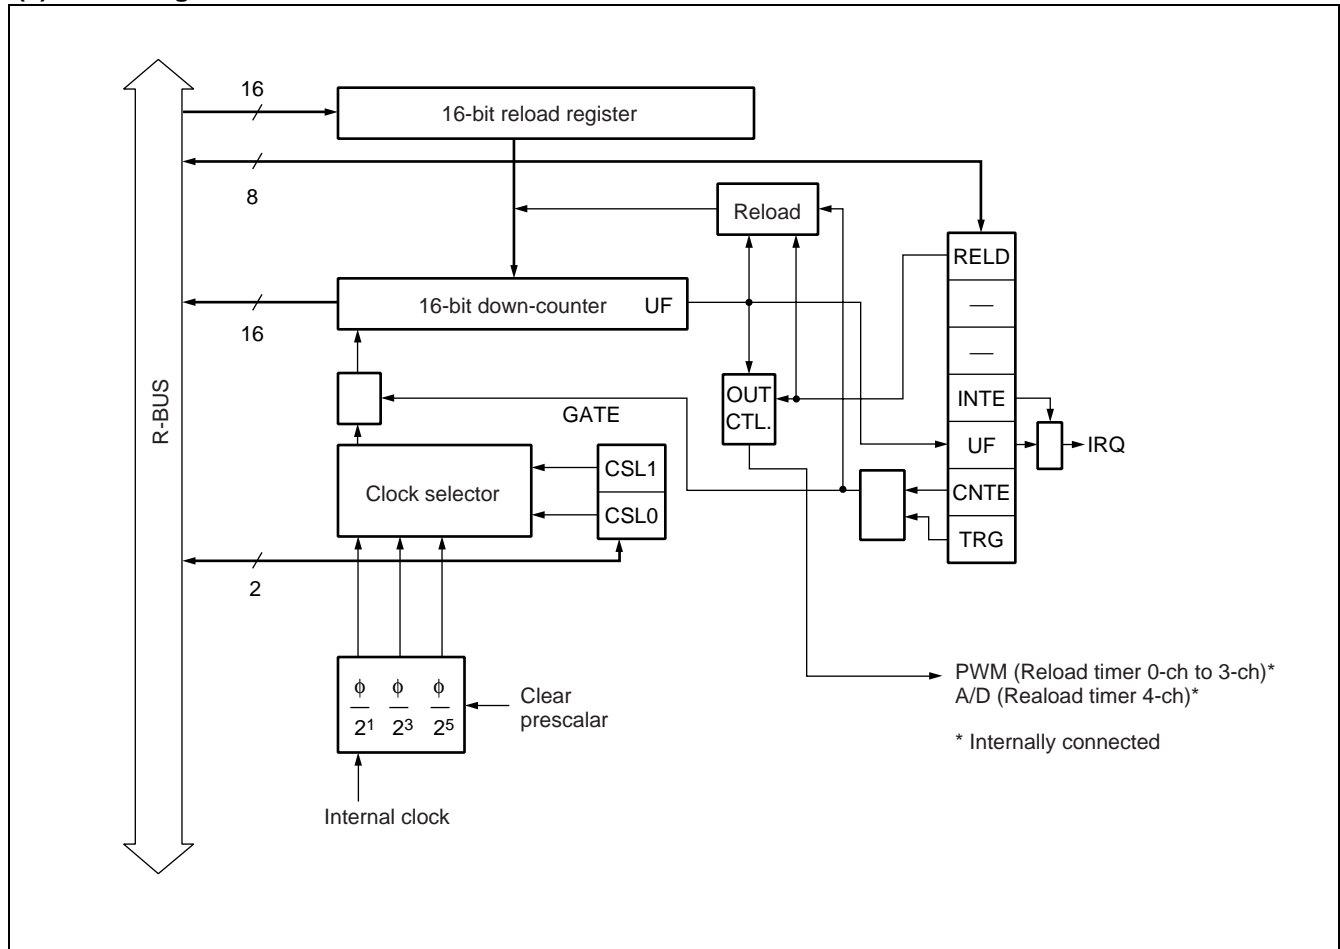 16
16-bit reload register
8
Reload
RELD
—
16-bit down-counter UF
16
—
R-BUS
OUT
CTL.
INTE
GATE
UF
IRQ
CSL1
Clock selector
CNTE
CSL0
TRG
2
PWM (Reload timer 0-ch to 3-ch)*
A/D (Reaload timer 4-ch)*
ϕ ϕ ϕ
2¹ 2³ 2⁵
Clear
prescalar
* Internally connected
Internal clock